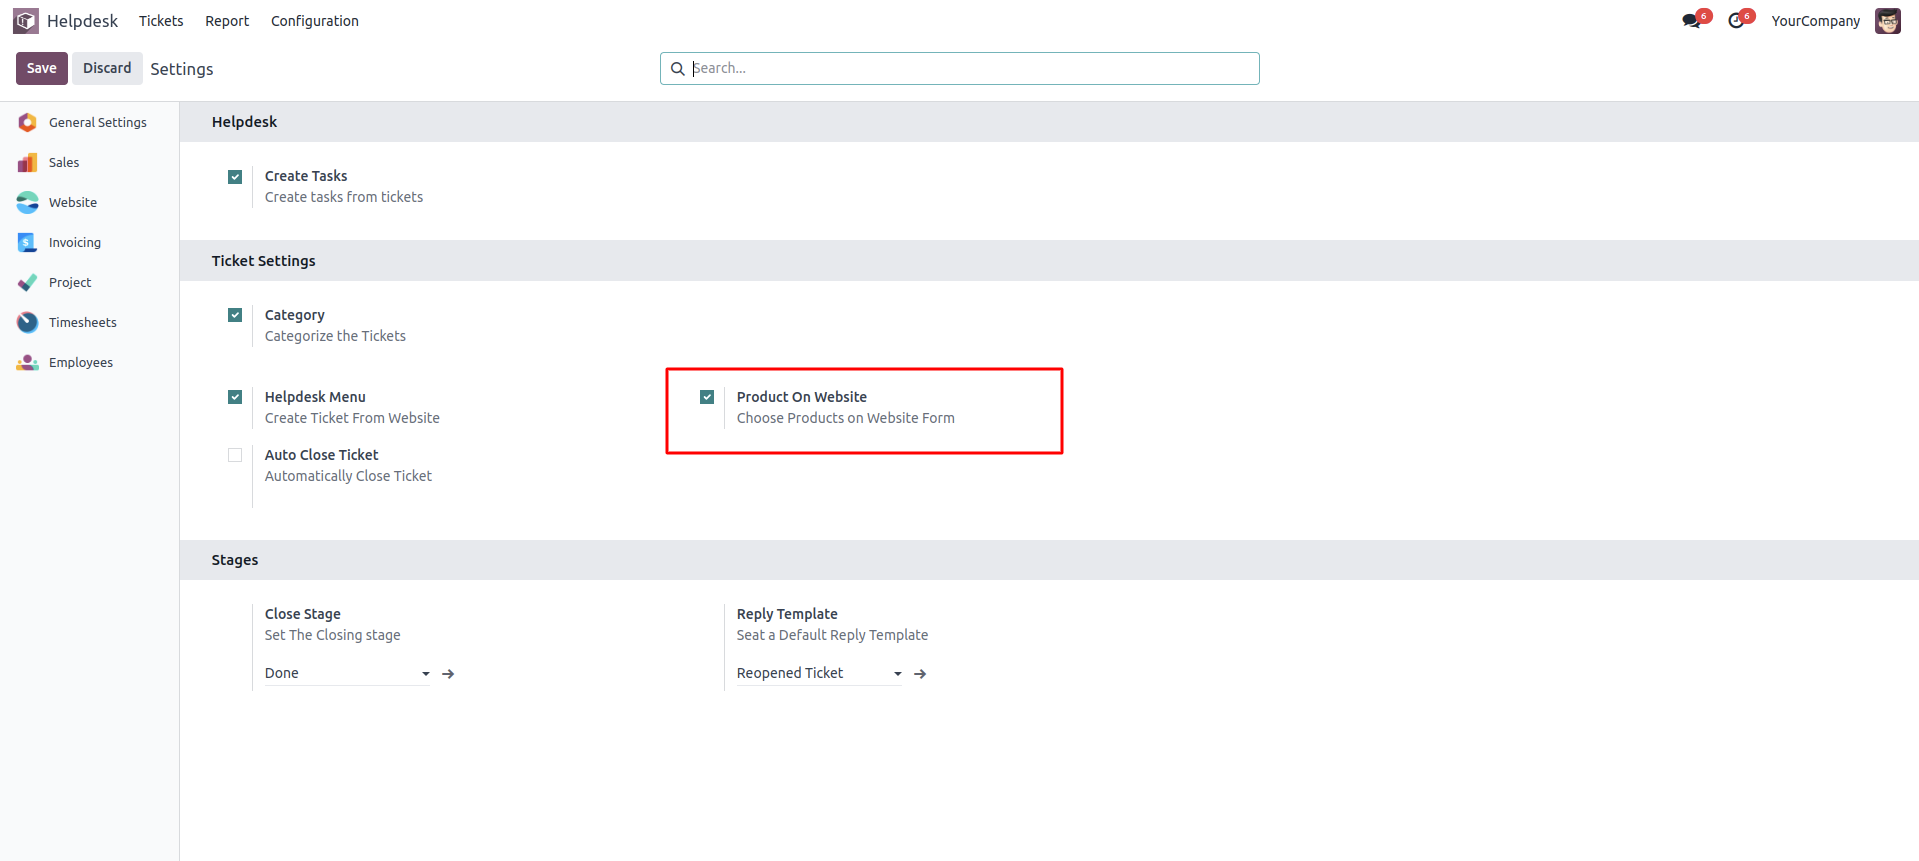 Helpdesk Tickets Report Configuration 6 6 YourCompany
Save Discard Settings Search...
General Settings
Sales
Website
Invoicing
Project
Timesheets
Employees
Helpdesk
Create Tasks
Create tasks from tickets
Ticket Settings
Category
Categorize the Tickets
Helpdesk Menu
Create Ticket From Website
Product On Website
Choose Products on Website Form
Auto Close Ticket
Automatically Close Ticket
Stages
Close Stage
Set The Closing stage
Done
Reply Template
Seat a Default Reply Template
Reopened Ticket